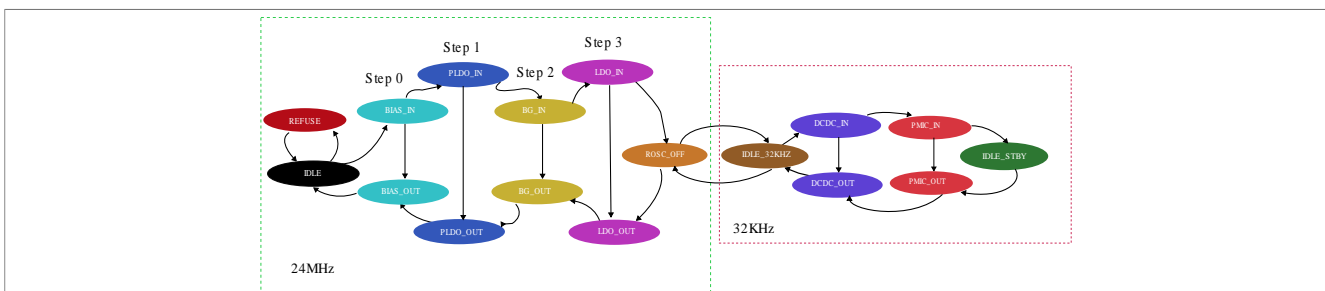 Step 0
Step 1
Step 2
Step 3
REFUSE
IDLE
BIAS_IN
BIAS_OUT
PLDO_IN
PLDO_OUT
BG_IN
BG_OUT
LDO_IN
LDO_OUT
ROSC_OFF
24MHz
IDLE_32KHZ
DCDC_IN
DCDC_OUT
PMIC_IN
PMIC_OUT
IDLE_STBY
32KHz